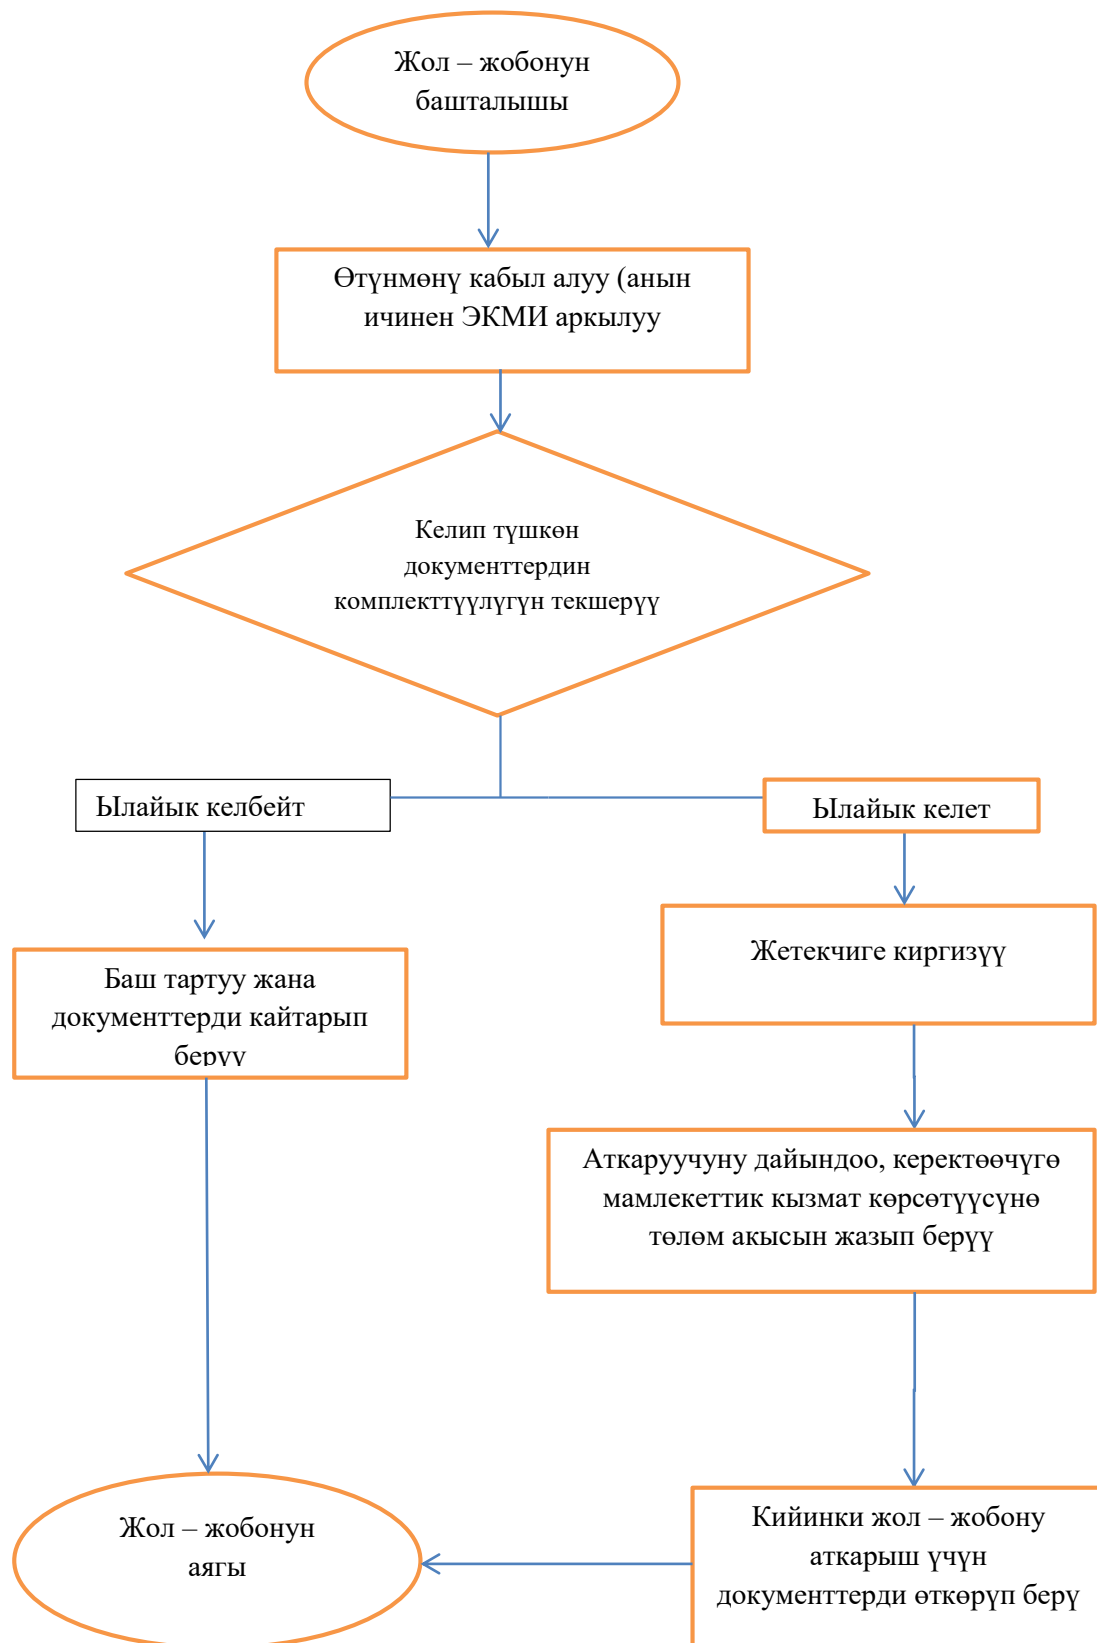 Жол – жобонун
башталышы
Өтүнмөнү кабыл алуу (анын
ичинен ЭКМИ аркылуу
Келип түшкөн
документтердин
комплекттүүлүгүн текшерүү
Ылайык келбейт
Ылайык келет
Жетекчиге киргизүү
Баш тартуу жана
документтерди кайтарып
берүү
Аткаруучуну дайындоо, керектөөчүгө
мамлекеттик кызмат көрсөтүүсүнө
төлөм акысын жазып берүү
Жол – жобонун
аягы
Кийинки жол – жобону
аткарыш үчүн
документтерди өткөрүп берү